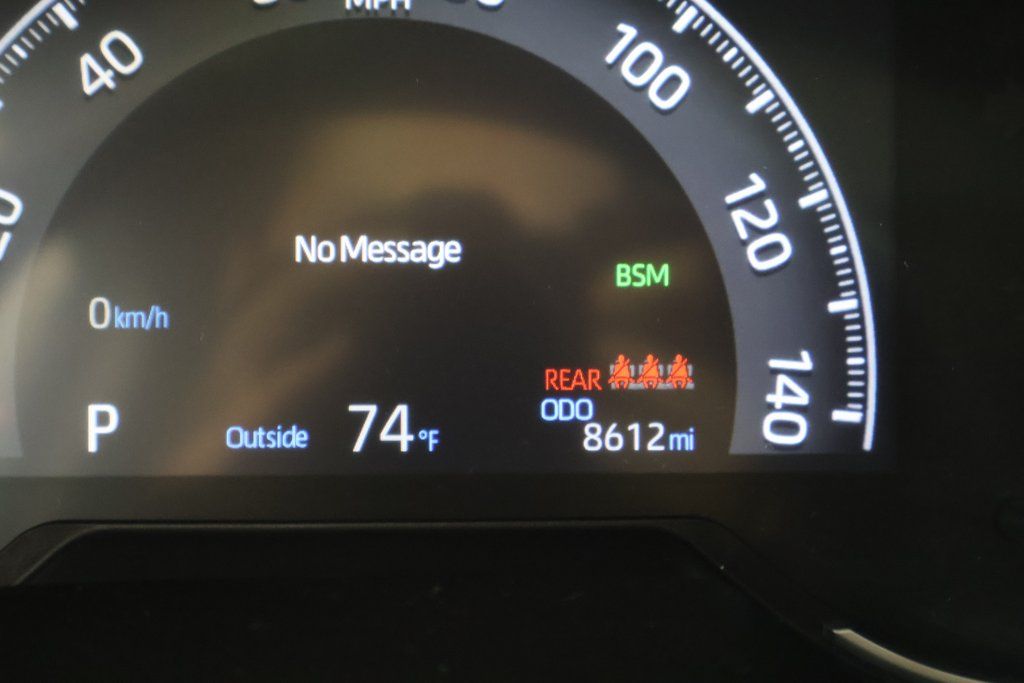 MPH
40
100
120
140
No Message
BSM
0 km/h
REAR
ODO
P
Outside 74 °F
8612 mi